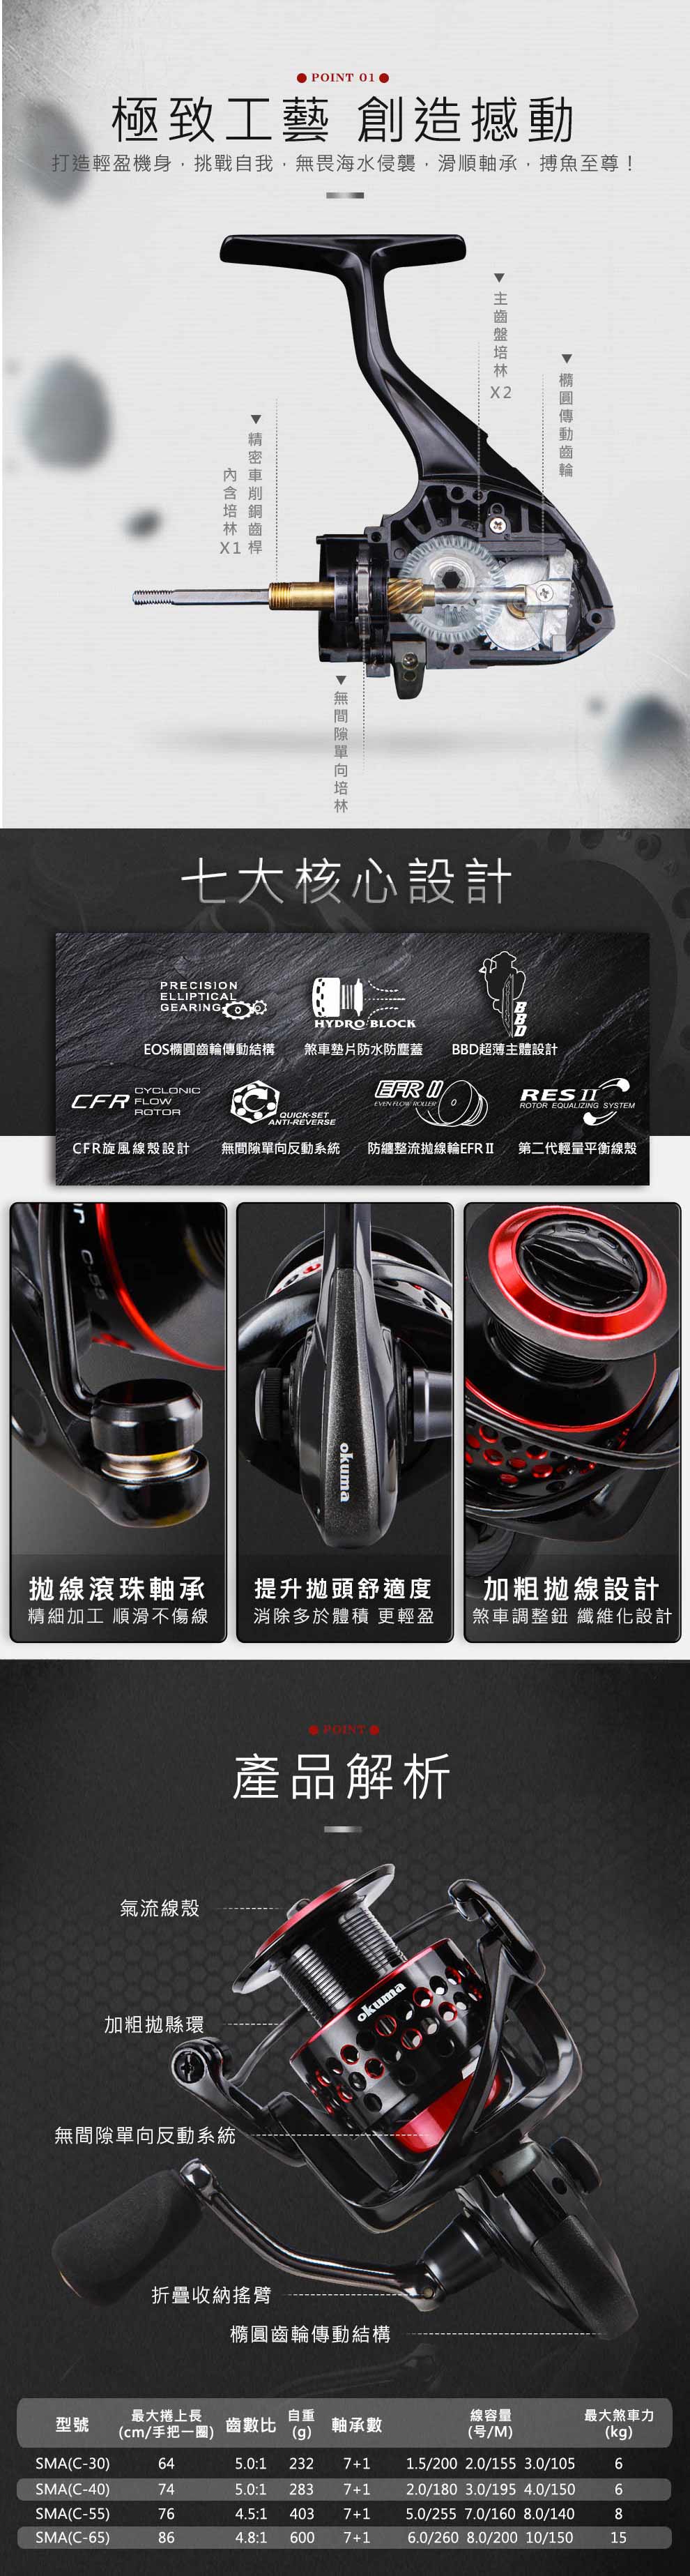 POINT 01
極致工藝 創造撼動
打造輕盈機身，挑戰自我，無畏海水侵襲，滑順軸承，搏魚至尊！
主齒盤培林X2
橢圓傳動齒輪
精密車削銅齒桿
內含培林X1
無間隙單向培林
七大核心設計
PRECISION
ELLIPTICAL
GEARING
HYDRO BLOCK
BBD
EOS橢圓齒輪傳動結構 煞車墊片防水防塵蓋 BBD超薄主體設計
CFR CYCLONIC FLOW ROTOR
QUICK-SET
ANTI-REVERSE
EFR II
EVEN FLOW ROLLER
RES II
ROTOR EQUALIZING SYSTEM
CFR旋風線殼設計 無間隙單向反動系統 防纏整流拋線輪EFR II 第二代輕量平衡線殼
C-55
okuma
拋線滾珠軸承
精細加工 順滑不傷線
提升拋頭舒適度
消除多於體積 更輕盈
加粗拋線設計
煞車調整鈕 纖維化設計
POINT
產品解析
氣流線殼
okuma
加粗拋縣環
無間隙單向反動系統
折疊收納搖臂
橢圓齒輪傳動結構
型號 最大捲上長(cm/手把一圈) 齒數比 自重(g) 軸承數 線容量(号/M) 最大煞車力(kg)
SMA(C-30) 64 5.0:1 232 7+1 1.5/200 2.0/155 3.0/105 6
SMA(C-40) 74 5.0:1 283 7+1 2.0/180 3.0/195 4.0/150 6
SMA(C-55) 76 4.5:1 403 7+1 5.0/255 7.0/160 8.0/140 8
SMA(C-65) 86 4.8:1 600 7+1 6.0/260 8.0/200 10/150 15